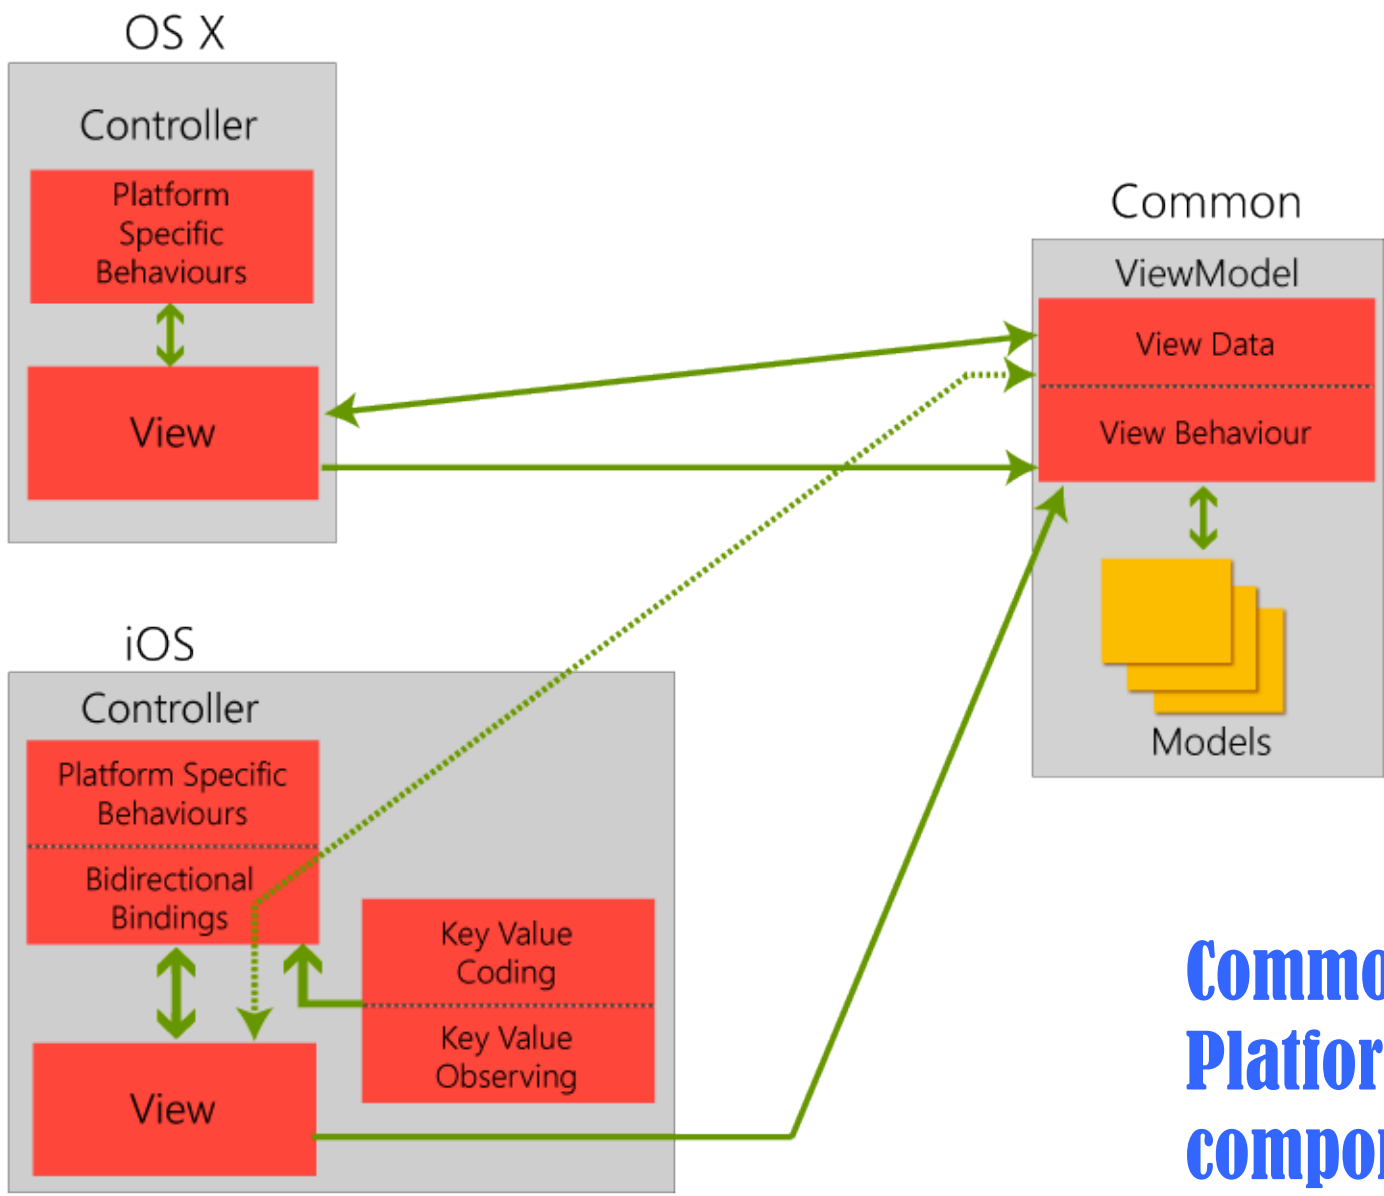 OS X
Controller
Platform
Specific
Behaviours
View
Common
ViewModel
View Data
View Behaviour
Models
iOS
Controller
Platform Specific
Behaviours
Bidirectional
Bindings
Key Value
Coding
Key Value
Observing
View